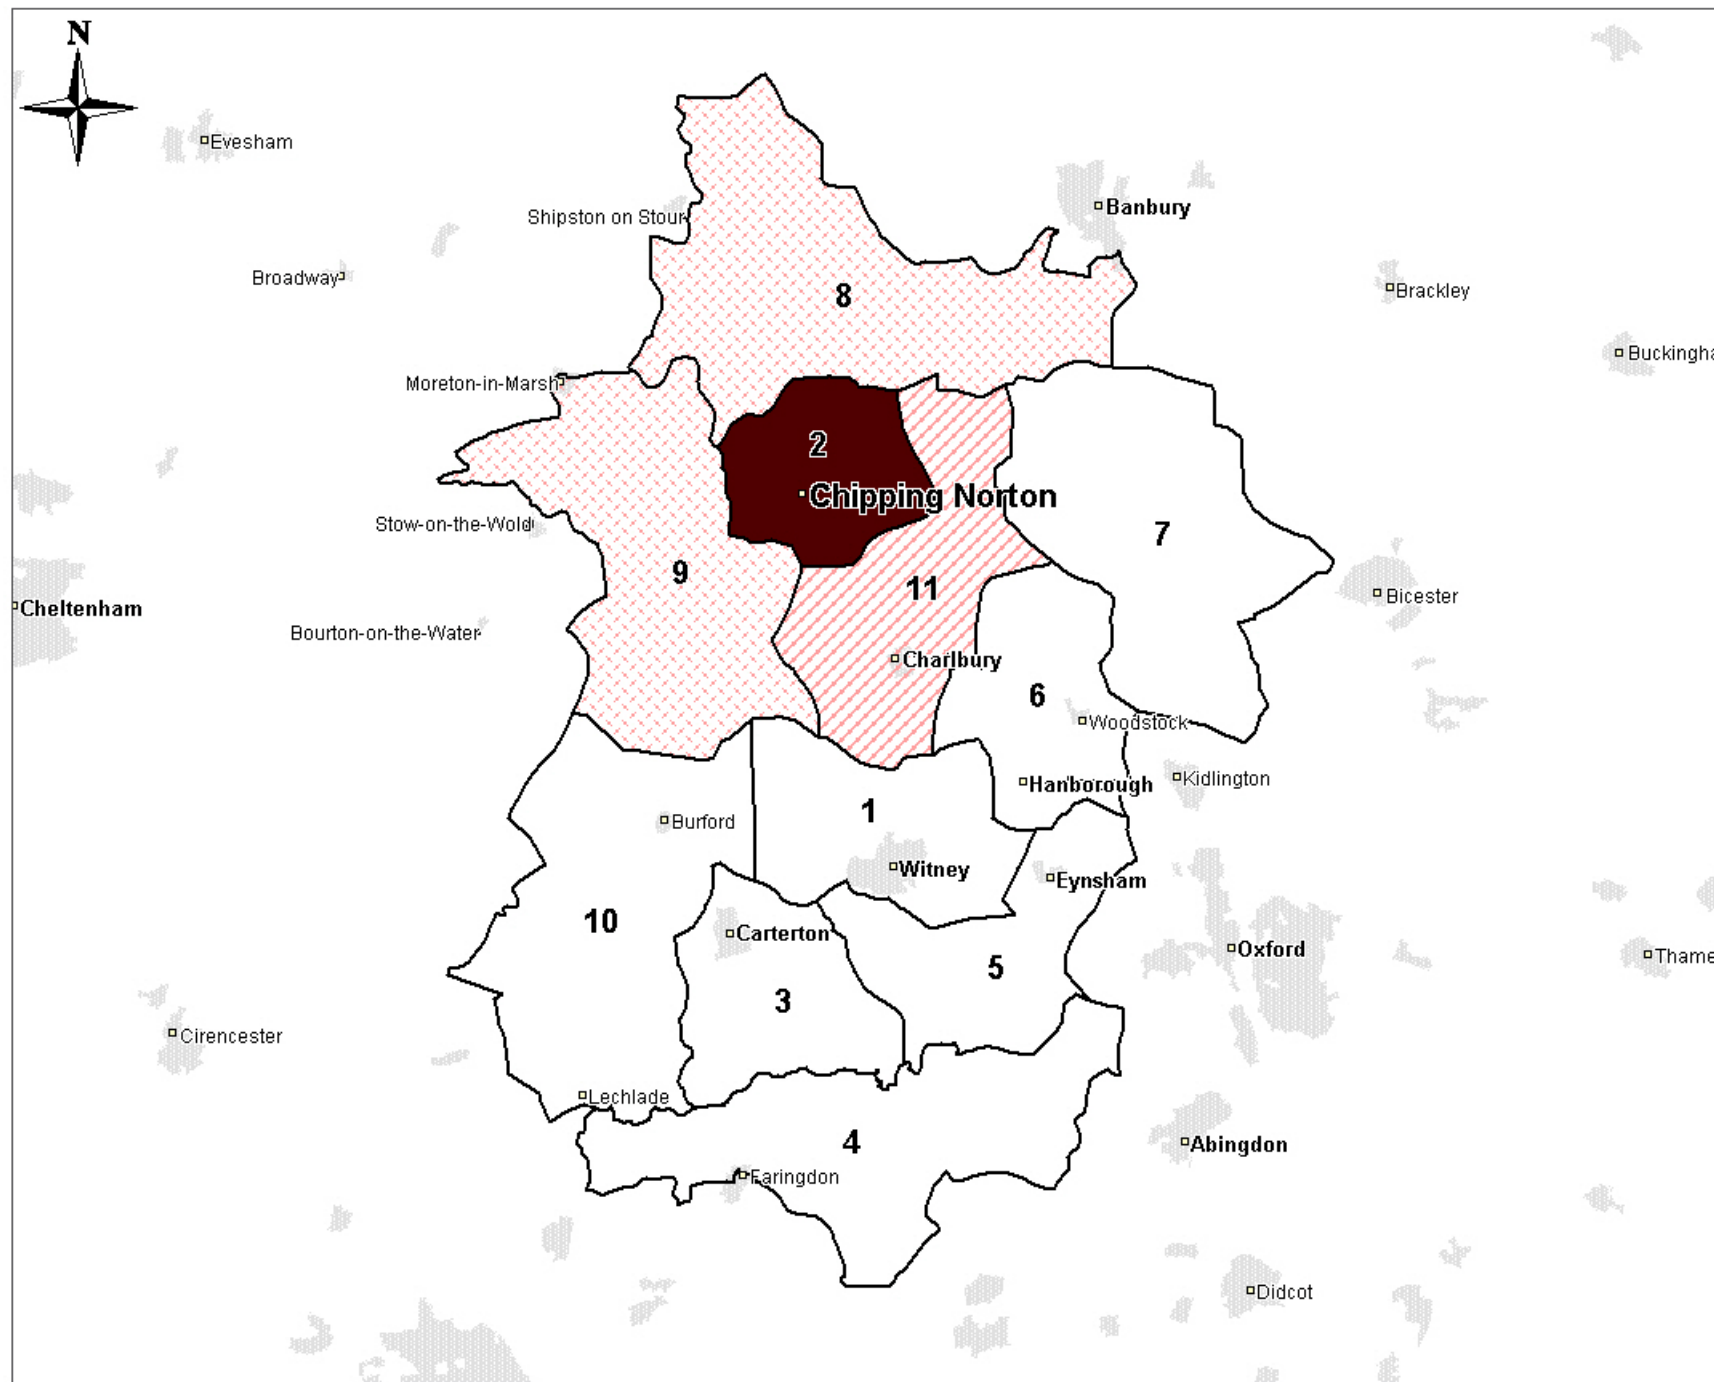 N
Evesham
Banbury
Shipston on Stour
Broadway
8
Brackley
Buckingha
Moreton-in-Marsh
2
Chipping Norton
Stow-on-the-Wold
7
9
11
Cheltenham
Bicester
Bourton-on-the-Water
Charlbury
6
Woodstock
Hanborough
Kidlington
1
Burford
Witney
Eynsham
10
Carterton
Oxford
Thame
5
3
Cirencester
Lechlade
4
Abingdon
Faringdon
Didcot